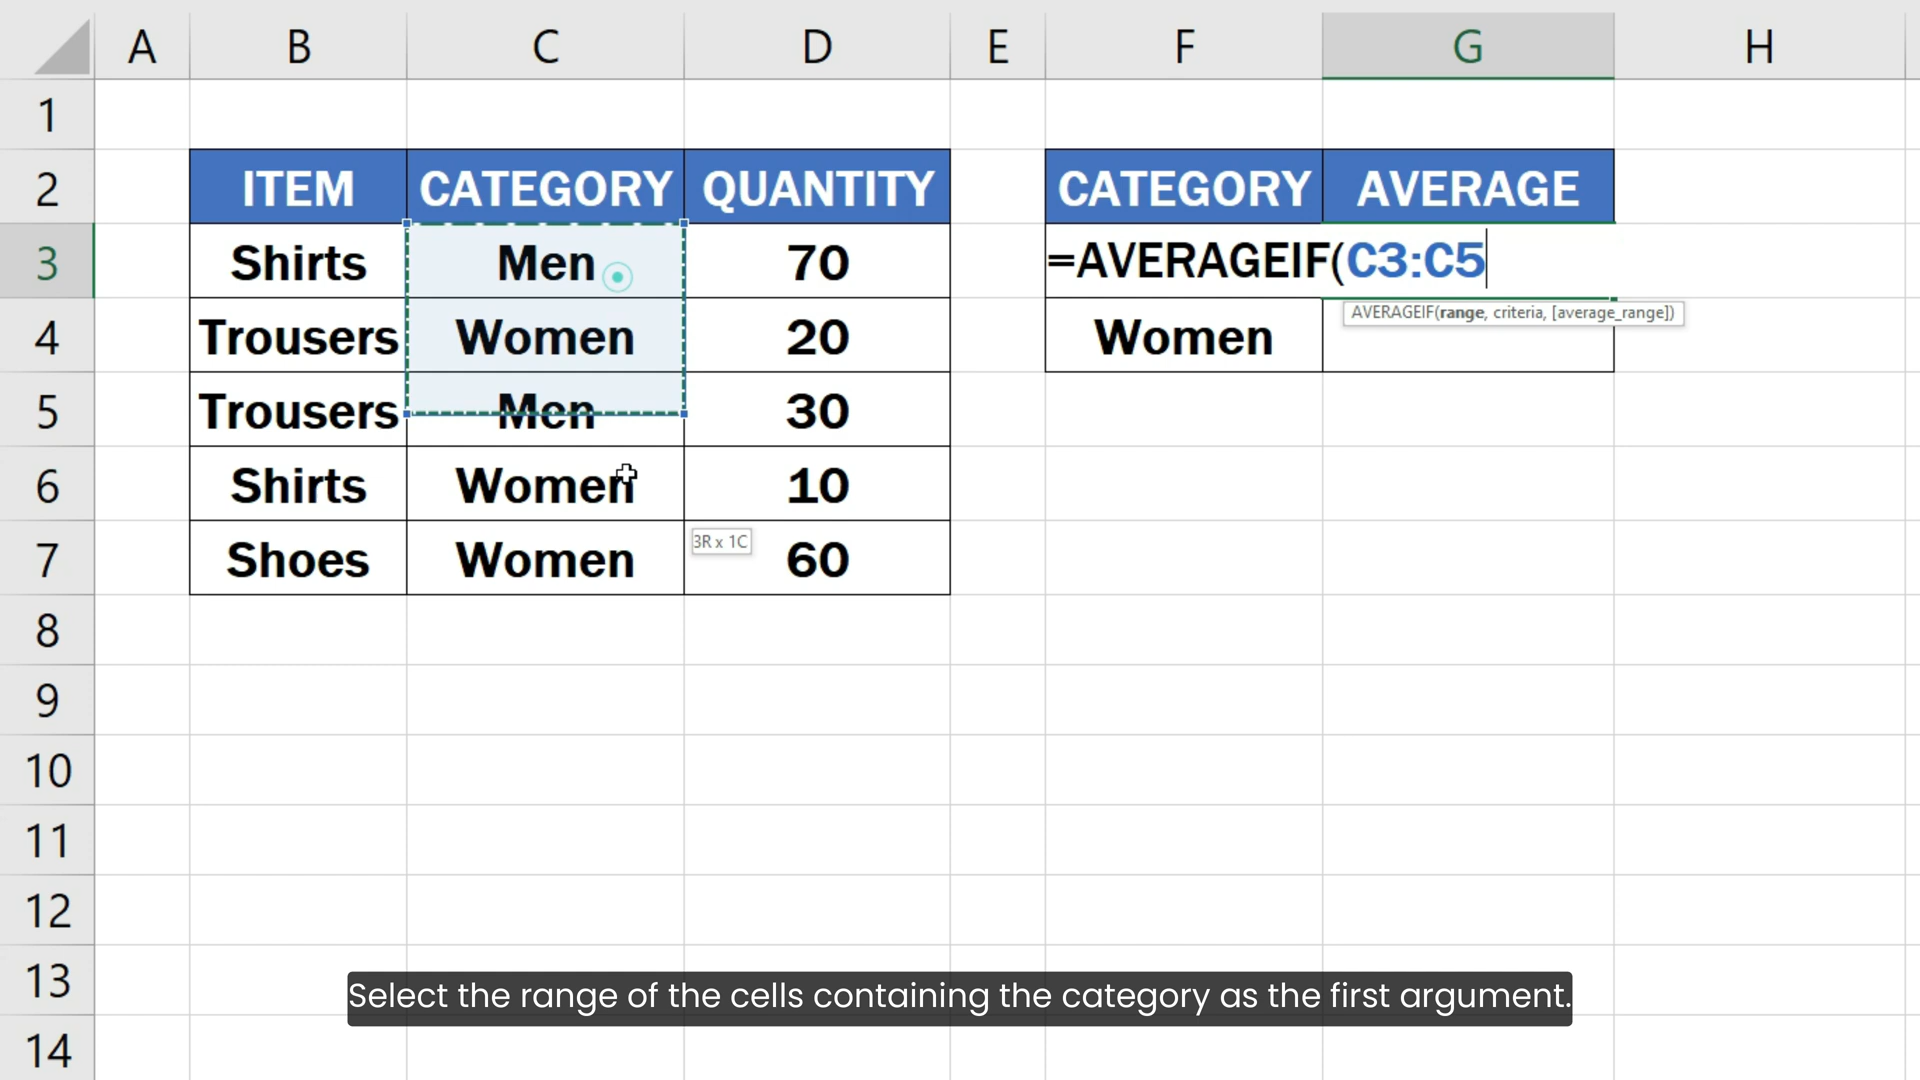 A B C D E F G H
1
2 ITEM CATEGORY QUANTITY CATEGORY AVERAGE
3 Shirts Men 70 =AVERAGEIF(C3:C5
AVERAGEIF(range, criteria, [average_range])
4 Trousers Women 20 Women
5 Trousers Men 30
6 Shirts Women 10
3R x 1C
7 Shoes Women 60
8
9
10
11
12
13
Select the range of the cells containing the category as the first argument.
14